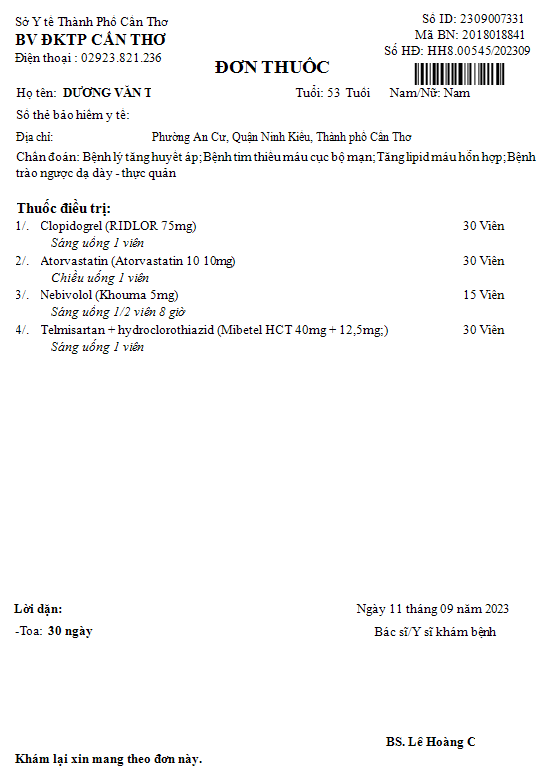 Sở Y tế Thành Phố Cần Thơ
Số ID: 2309007331
BV ĐKTP CẦN THƠ
Mã BN: 2018018841
Điện thoại : 02923.821.236
Số HĐ: HH8.00545/202309
ĐƠN THUỐC
Họ tên: DƯƠNG VĂN T Tuổi: 53 Tuổi Nam/Nữ: Nam
Số thẻ bảo hiểm y tế:
Địa chỉ: Phường An Cư, Quận Ninh Kiều, Thành phố Cần Thơ
Chẩn đoán: Bệnh lý tăng huyết áp; Bệnh tim thiếu máu cục bộ mạn; Tăng lipid máu hỗn hợp; Bệnh
trào ngược dạ dày - thực quản
Thuốc điều trị:
1/. Clopidogrel (RIDLOR 75mg) 30 Viên
Sáng uống 1 viên
2/. Atorvastatin (Atorvastatin 10 10mg) 30 Viên
Chiều uống 1 viên
3/. Nebivolol (Khouma 5mg) 15 Viên
Sáng uống 1/2 viên 8 giờ
4/. Telmisartan + hydroclorothiazid (Mibetel HCT 40mg + 12,5mg;) 30 Viên
Sáng uống 1 viên
Lời dặn:
Ngày 11 tháng 09 năm 2023
-Toa: 30 ngày
Bác sĩ/Y sĩ khám bệnh
BS. Lê Hoàng C
Khám lại xin mang theo đơn này.